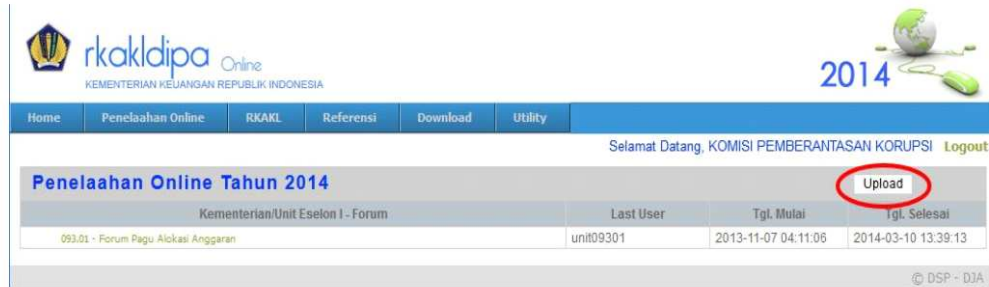 rkakldipa Online
KEMENTERIAN KEUANGAN REPUBLIK INDONESIA
2014
Home Penelaahan Online RKAKL Referensi Download Utility
Selamat Datang, KOMISI PEMBERANTASAN KORUPSI Logout
Penelaahan Online Tahun 2014 Upload
Kementerian/Unit Eselon I - Forum Last User Tgl. Mulai Tgl. Selesai
093.01 - Forum Pagu Alokasi Anggaran unit09301 2013-11-07 04:11:06 2014-03-10 13:39:13
© DSP - DJA